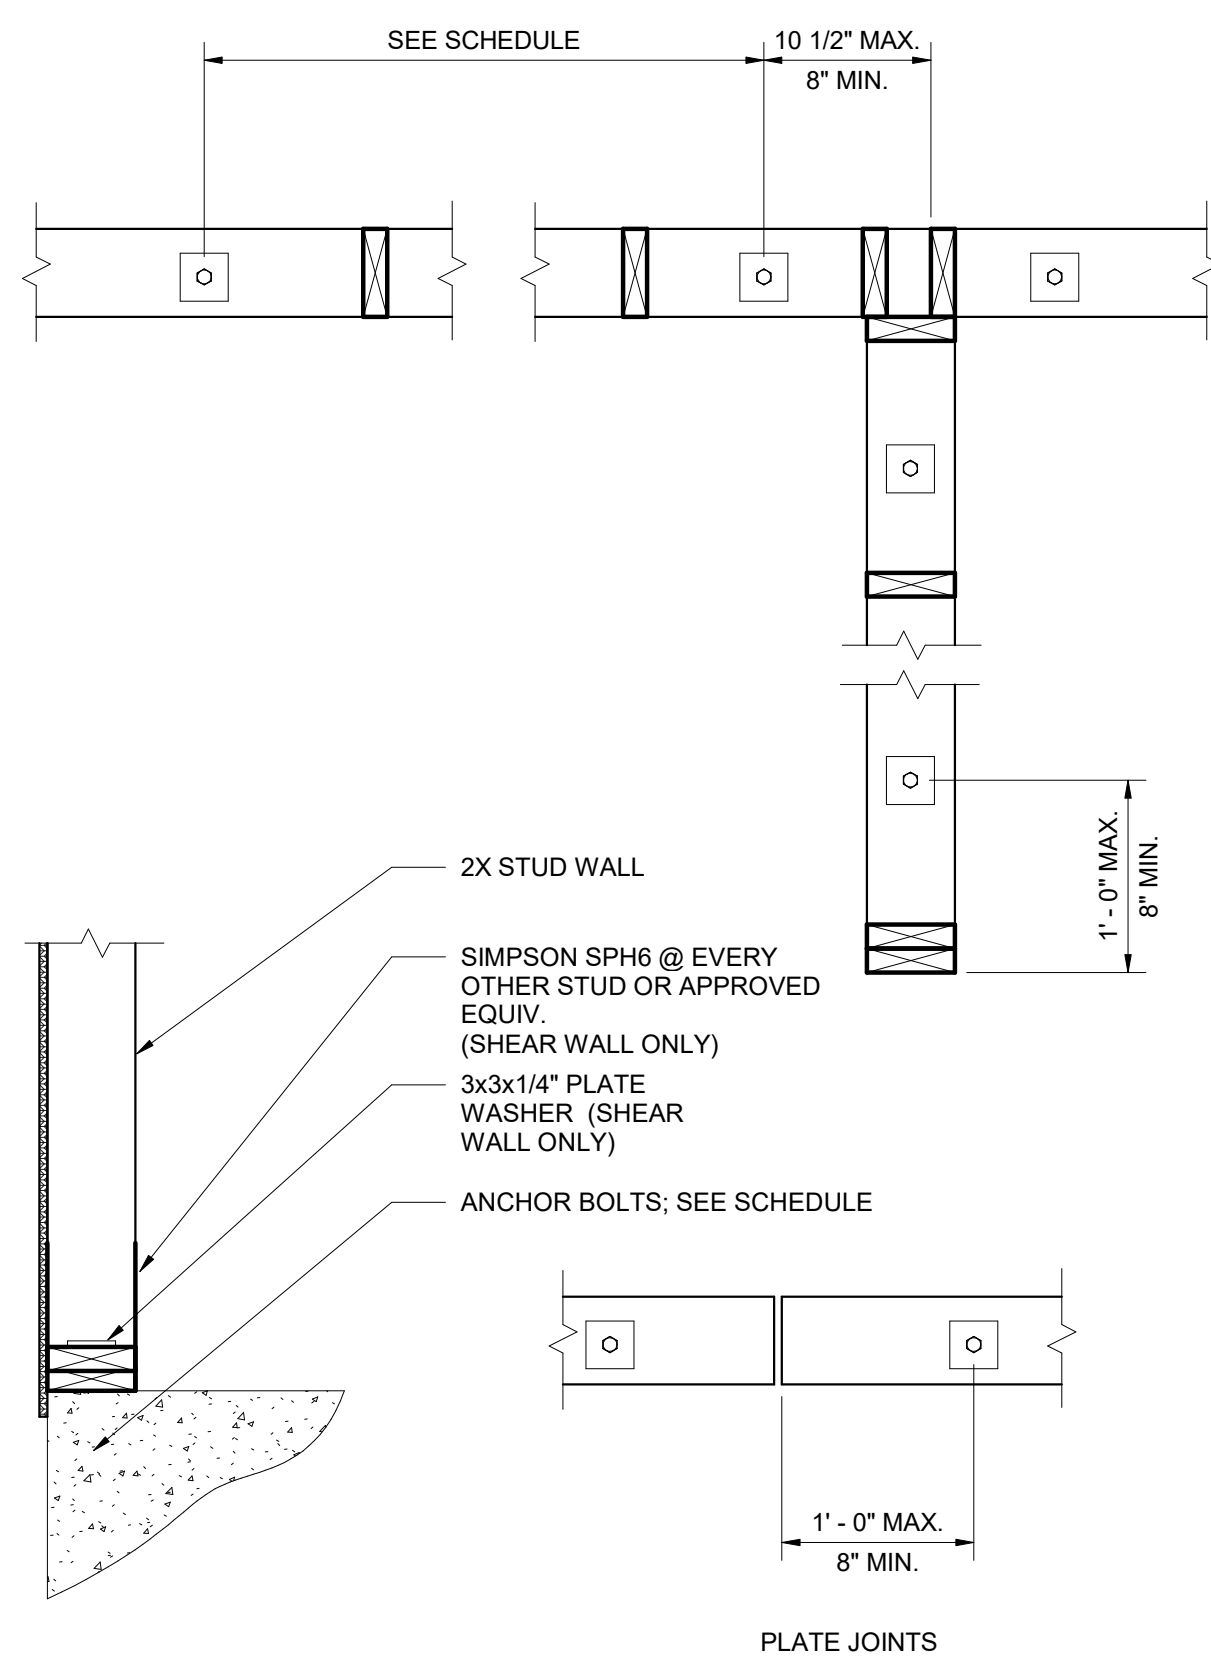 SEE SCHEDULE
10 1/2" MAX.
8" MIN.
1' - 0" MAX.
8" MIN.
2X STUD WALL
SIMPSON SPH6 @ EVERY
OTHER STUD OR APPROVED
EQUIV.
(SHEAR WALL ONLY)
3x3x1/4" PLATE
WASHER (SHEAR
WALL ONLY)
ANCHOR BOLTS; SEE SCHEDULE
1' - 0" MAX.
8" MIN.
PLATE JOINTS